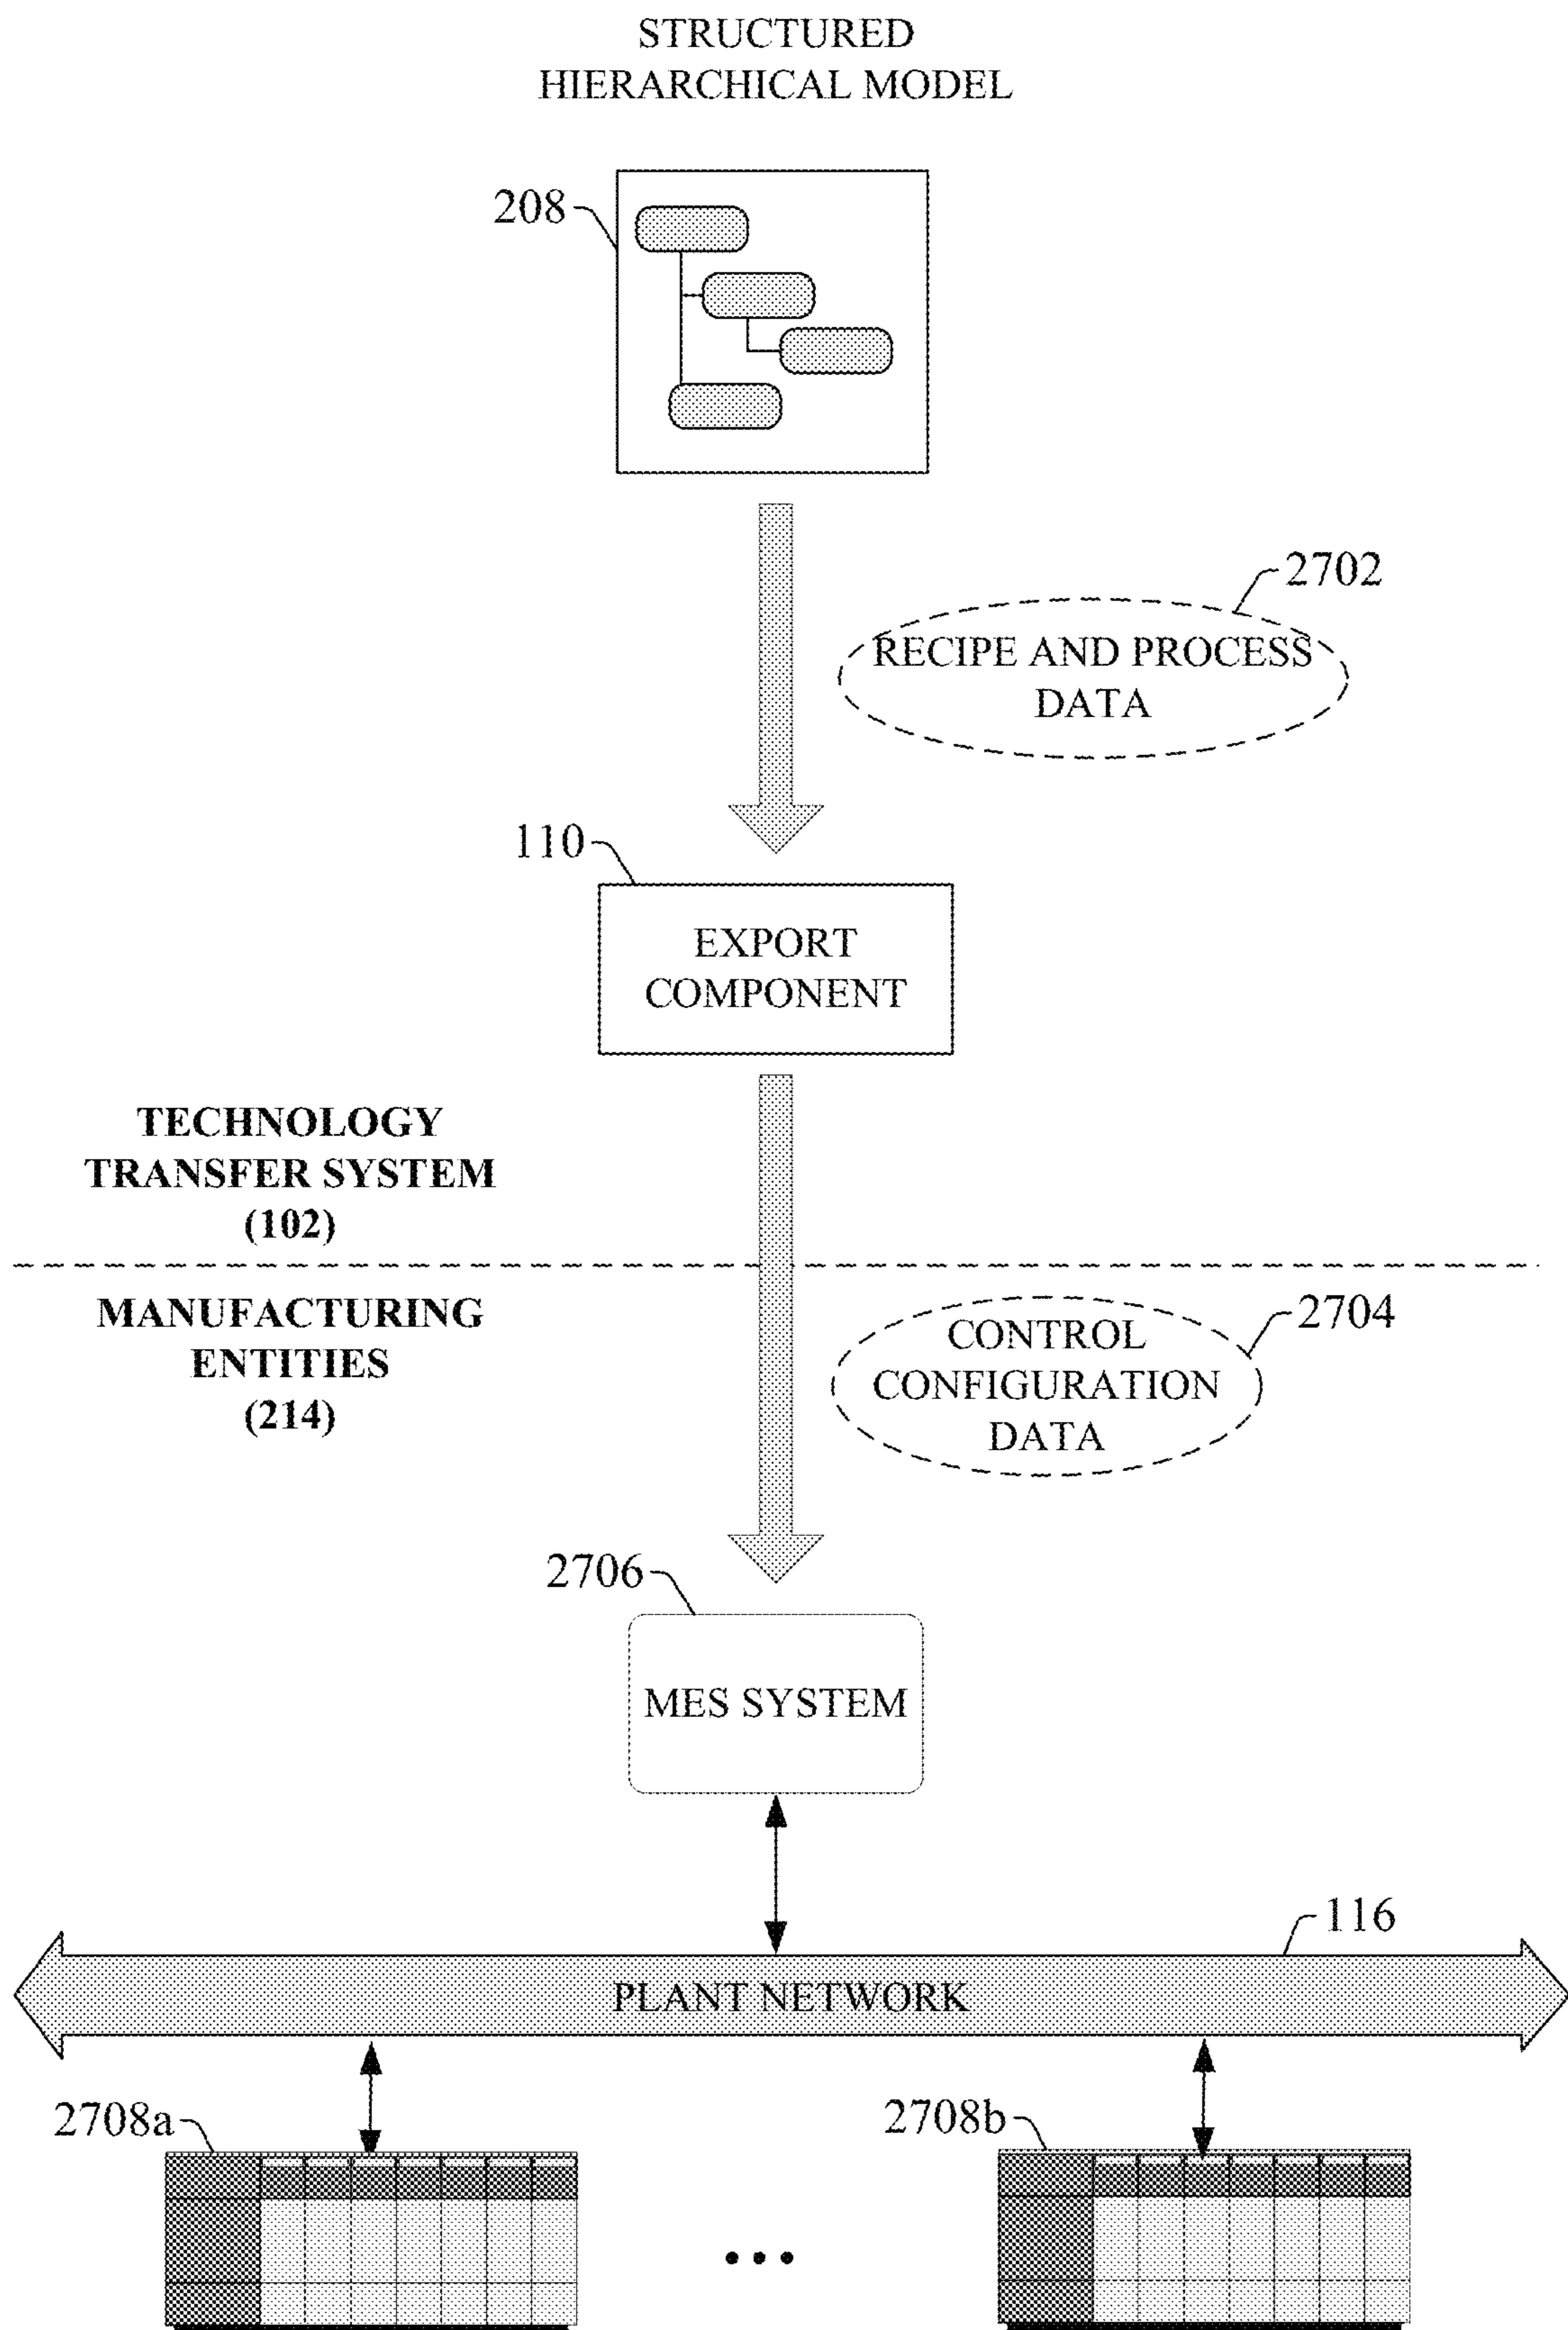 STRUCTURED
HIERARCHICAL MODEL
208
2702
RECIPE AND PROCESS
DATA
110
EXPORT
COMPONENT
TECHNOLOGY
TRANSFER SYSTEM
(102)
MANUFACTURING
ENTITIES
(214)
2704
CONTROL
CONFIGURATION
DATA
2706
MES SYSTEM
116
PLANT NETWORK
2708a
2708b